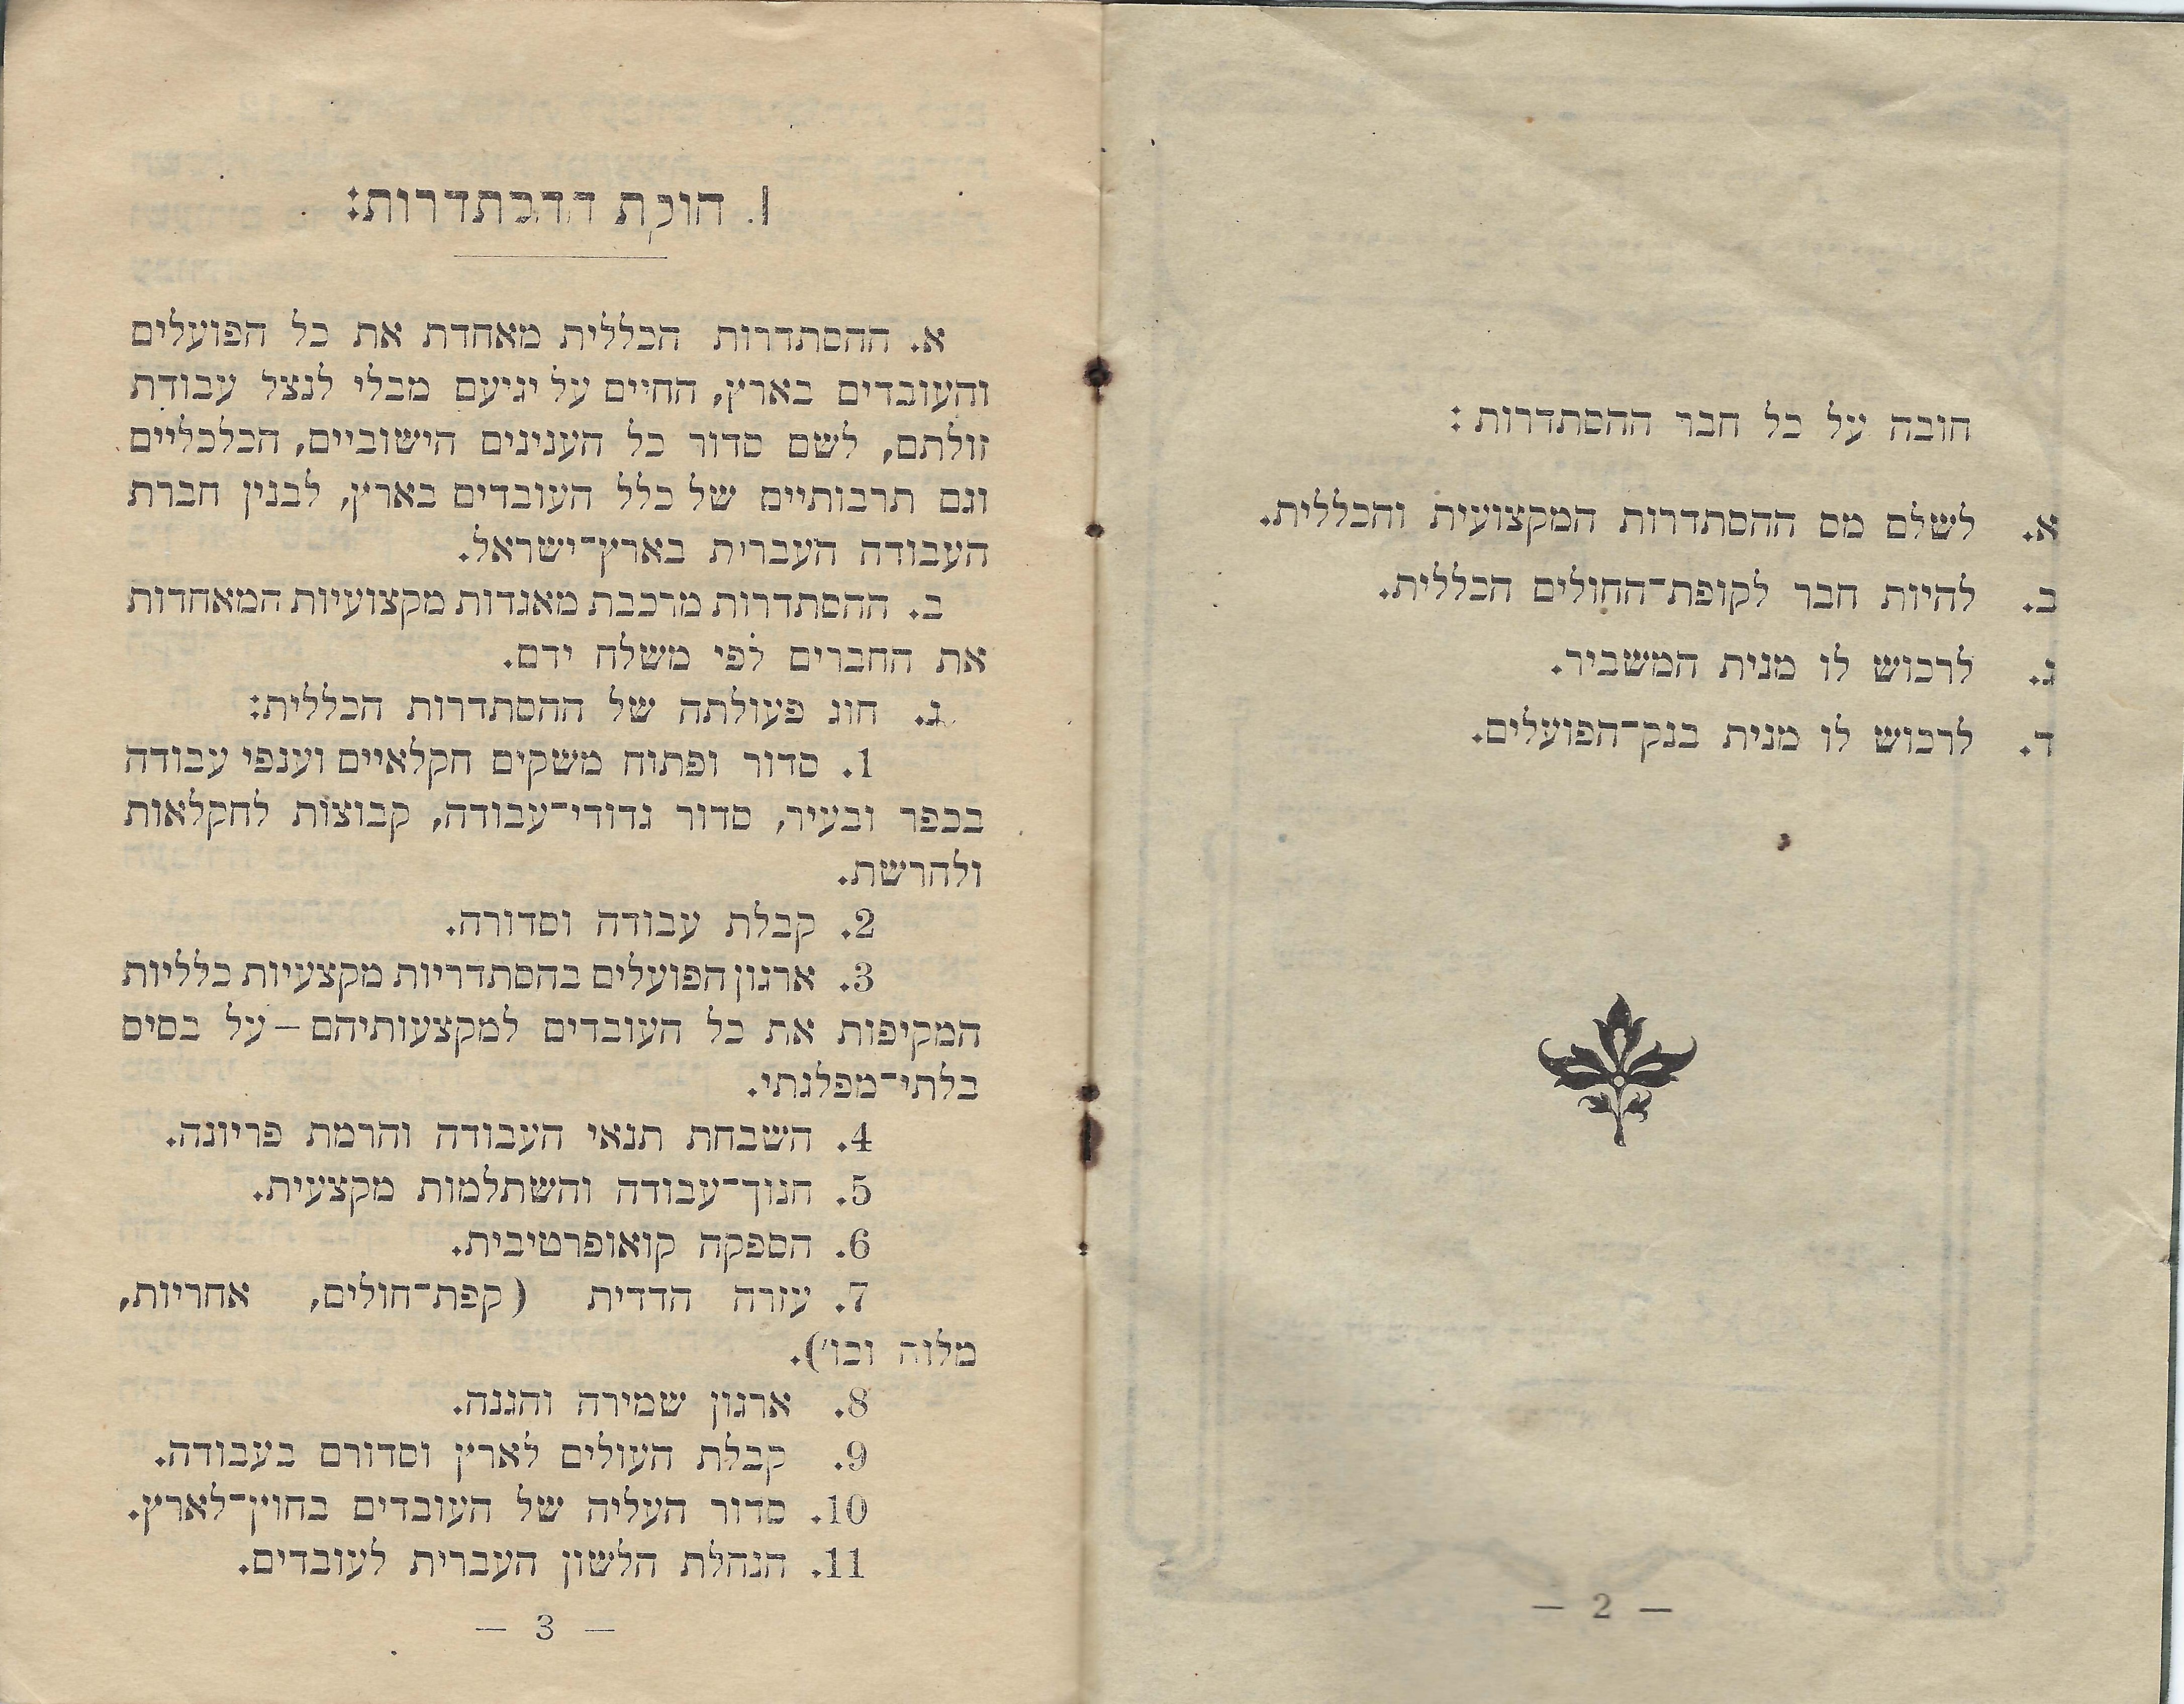 חובה על כל חבר ההסתדרות:
א. לשלם מס ההסתדרות המקצועית והכללית.
ב. להיות חבר לקופת־החולים הכללית.
ג. לרכוש לו מנית המשביר.
ד. לרכוש לו מנית בנק־הפועלים.
— 2 —
I. חוקת ההסתדרות:
א. ההסתדרות הכללית מאחדת את כל הפועלים
והעובדים בארץ, החיים על יגיעם מבלי לנצל עבודת
זולתם, לשם סדור כל הענינים הישוביים, הכלכליים
וגם תרבותיים של כלל העובדים בארץ, לבנין חברת
העבודה העברית בארץ־ישראל.
ב. ההסתדרות מרכבת מאגדות מקצועיות המאחדות
את החברים לפי משלח ידם.
ג. חוג פעולתה של ההסתדרות הכללית:
1. סדור ופתוח משקים חקלאיים וענפי עבודה
בכפר ובעיר, סדור גדודי־עבודה, קבוצות לחקלאות
ולחרשת.
2. קבלת עבודה וסדורה.
3. ארגון הפועלים בהסתדריות מקצעיות כלליות
המקיפות את כל העובדים למקצעותיהם – על בסיס
בלתי־מפלגתי.
4. השבחת תנאי העבודה והרמת פריונה.
5. חנוך־עבודה והשתלמות מקצעית.
6. הספקה קואופרטיבית.
7. עזרה הדדית (קפת־חולים, אחריות,
מלוה וכו').
8. ארגון שמירה והגנה.
9. קבלת העולים לארץ וסדורם בעבודה.
10. סדור העליה של העובדים בחוץ־לארץ.
11. הנחלת הלשון העברית לעובדים.
— 3 —